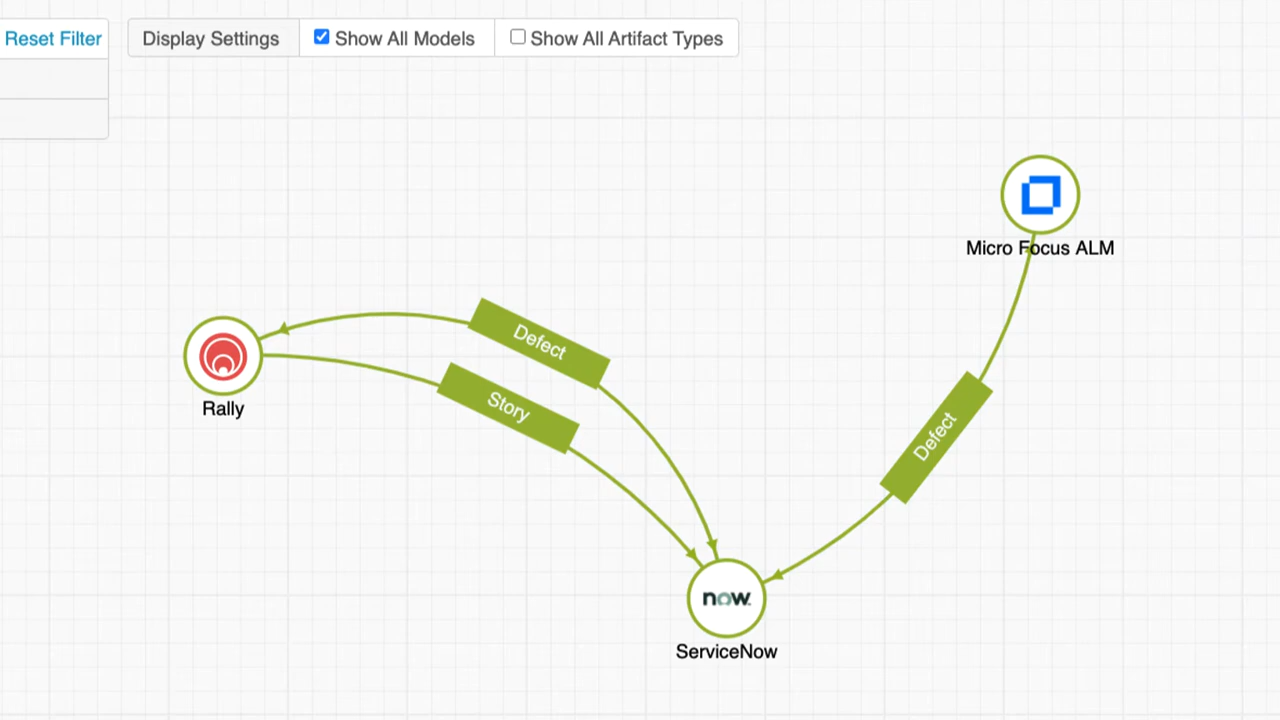 Reset Filter
Display Settings
Show All Models
Show All Artifact Types
Micro Focus ALM
Defect
Rally
Story
Defect
now.
ServiceNow